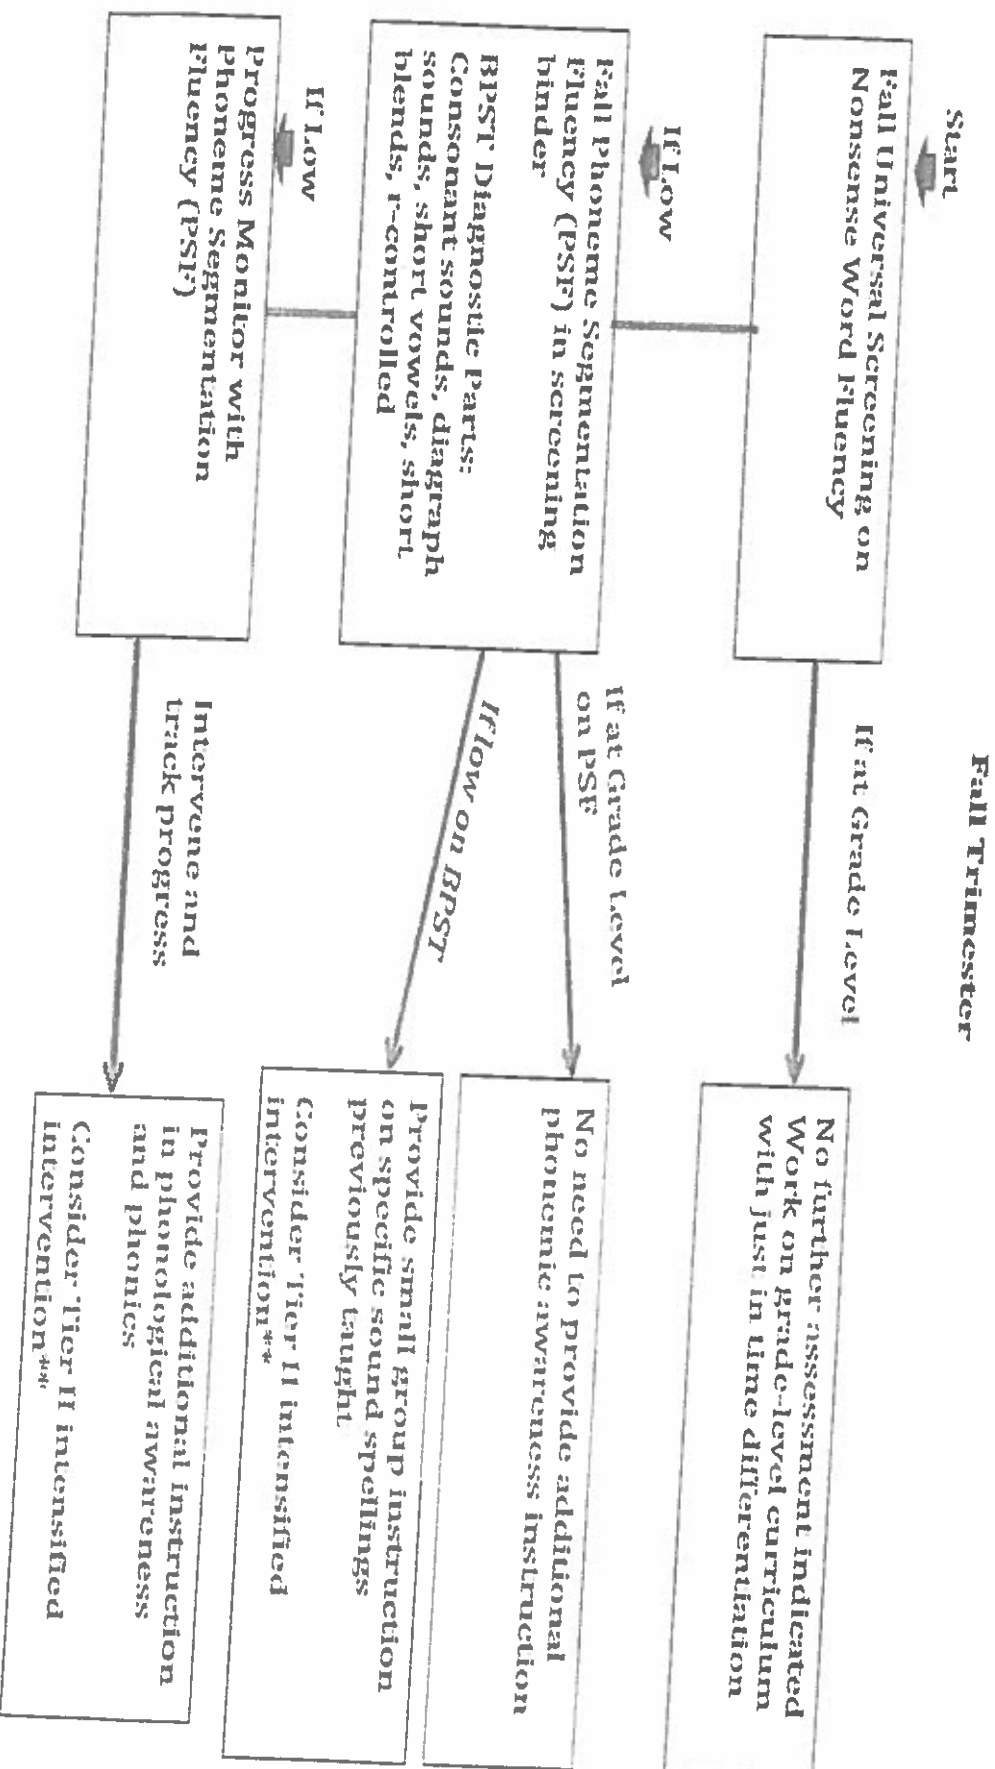 Fall Trimester
Start
Fall Universal Screening on
Nonsense Word Fluency
If at Grade Level
No further assessment indicated
Work on grade-level curriculum
with just in time differentiation
If Low
Fall Phoneme Segmentation
Fluency (PSF) in screening
binder
BPST Diagnostic Parts:
Consonant sounds, diagraph
sounds, short vowels, short
blends, r-controlled
If at Grade Level
on PSF
No need to provide additional
phonemic awareness instruction
If low on BPST
Provide small group instruction
on specific sound spellings
previously taught
Consider Tier II intensified
intervention**
If Low
Progress Monitor with
Phoneme Segmentation
Fluency (PSF)
Intervene and
track progress
Provide additional instruction
in phonological awareness
and phonics
Consider Tier II intensified
intervention**